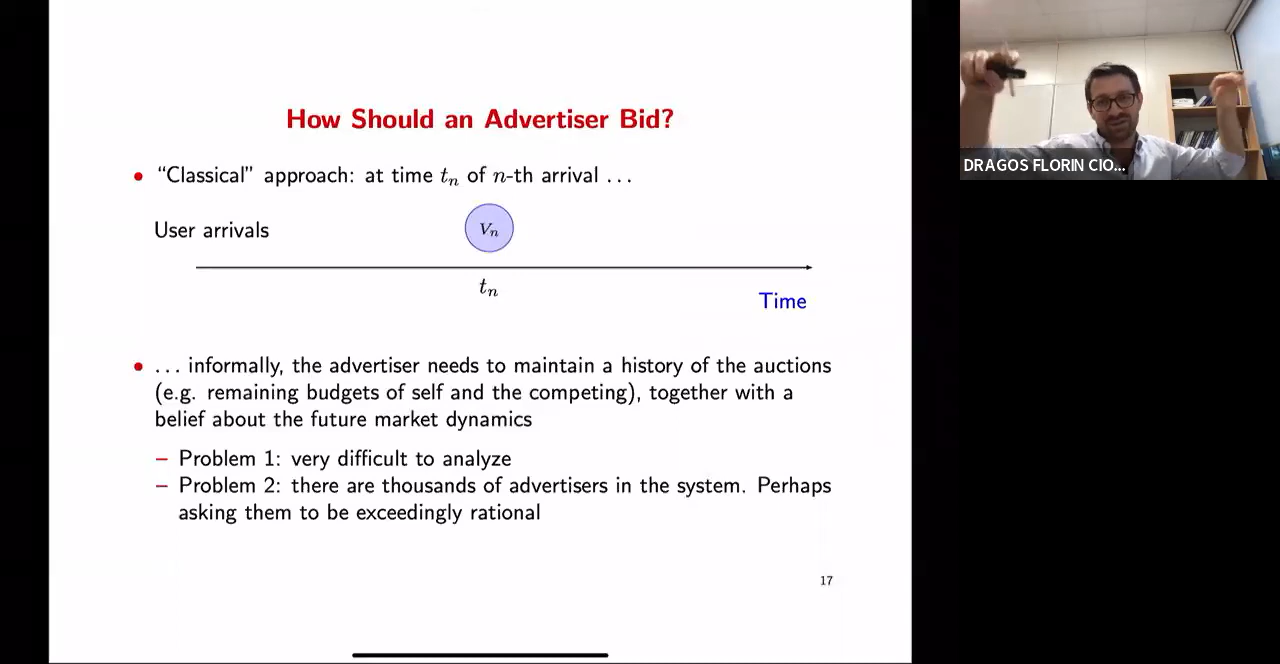 How Should an Advertiser Bid?
• “Classical” approach: at time tn of n-th arrival ...
User arrivals
Vn
tn
Time
• ... informally, the advertiser needs to maintain a history of the auctions
(e.g. remaining budgets of self and the competing), together with a
belief about the future market dynamics
– Problem 1: very difficult to analyze
– Problem 2: there are thousands of advertisers in the system. Perhaps
asking them to be exceedingly rational
17
DRAGOS FLORIN CIO...